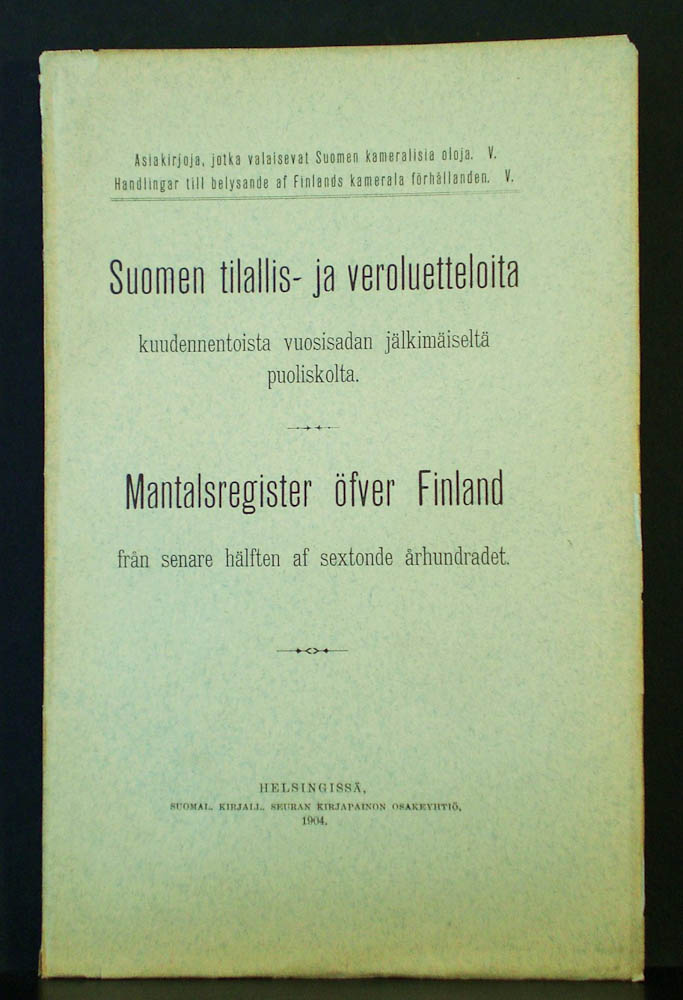 Asiakirjoja, jotka valaisevat Suomen kameralisia oloja. V.
Handlingar till belysande af Finlands kamerala förhållanden. V.
Suomen tilallis- ja veroluetteloita
kuudennentoista vuosisadan jälkimäiseltä
puoliskolta.
Mantalsregister öfver Finland
från senare hälften af sextonde århundradet.
HELSINGISSÄ,
SUOMAL. KIRJALL. SEURAN KIRJAPAINON OSAKEYHTIÖ,
1904.